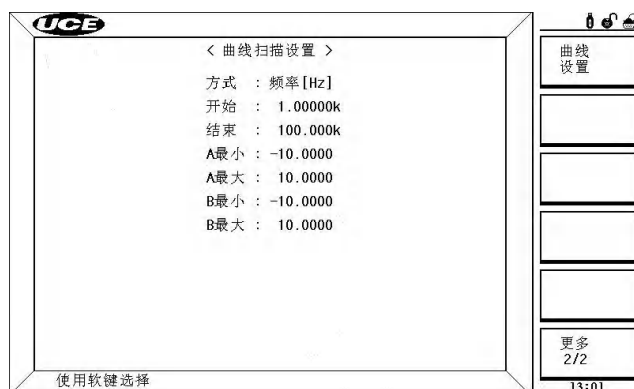 UCE
< 曲线扫描设置 >
方式 : 频率[Hz]
开始 : 1.00000k
结束 : 100.000k
A最小 : -10.0000
A最大 : 10.0000
B最小 : -10.0000
B最大 : 10.0000
使用软键选择
曲线
设置
更多
2/2
13:01